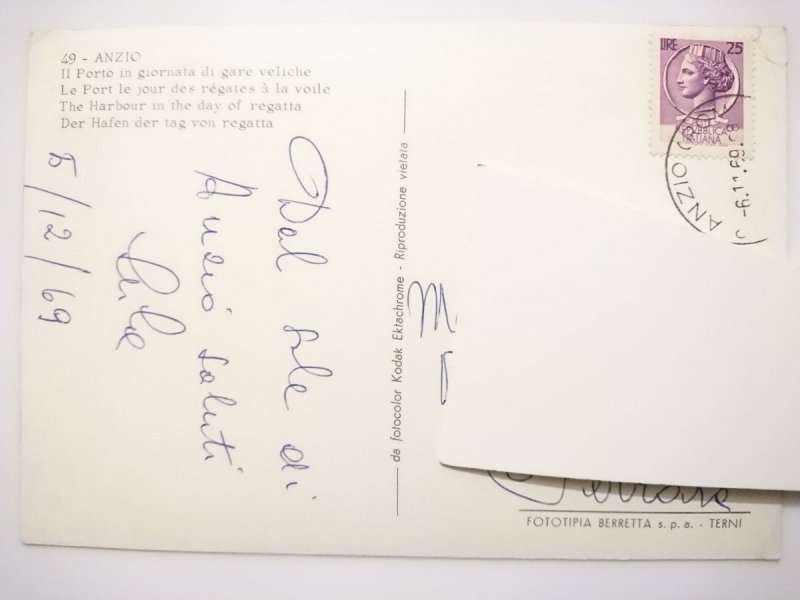 49 - ANZIO
Il Porto in giornata di gare veliche
Le Port le jour des régates à la voile
The Harbour in the day of regatta
Der Hafen der tag von regatta
Dal sole di
Anzio saluti
5/12/69
da fotocolor Kodak Ektachrome - Riproduzione vietata
LIRE 25
REPUBBLICA
ITALIANA
ANZIO
Ferrara
FOTOTIPIA BERRETTA s.p.a. - TERNI